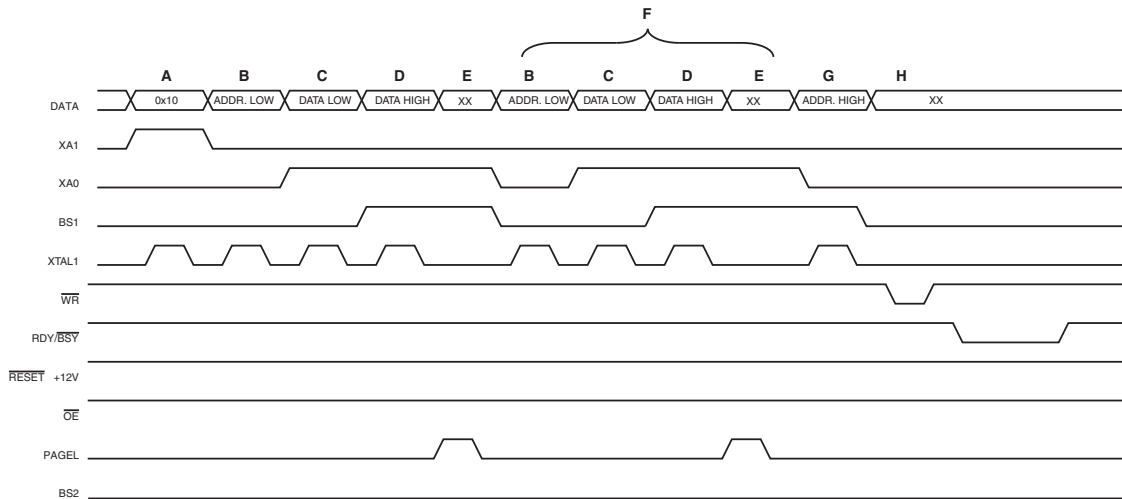 F
A B C D E B C D E G H
DATA 0x10 ADDR. LOW DATA LOW DATA HIGH XX ADDR. LOW DATA LOW DATA HIGH XX ADDR. HIGH XX
XA1
XA0
BS1
XTAL1
WR
RDY/BSY
RESET +12V
OE
PAGEL
BS2